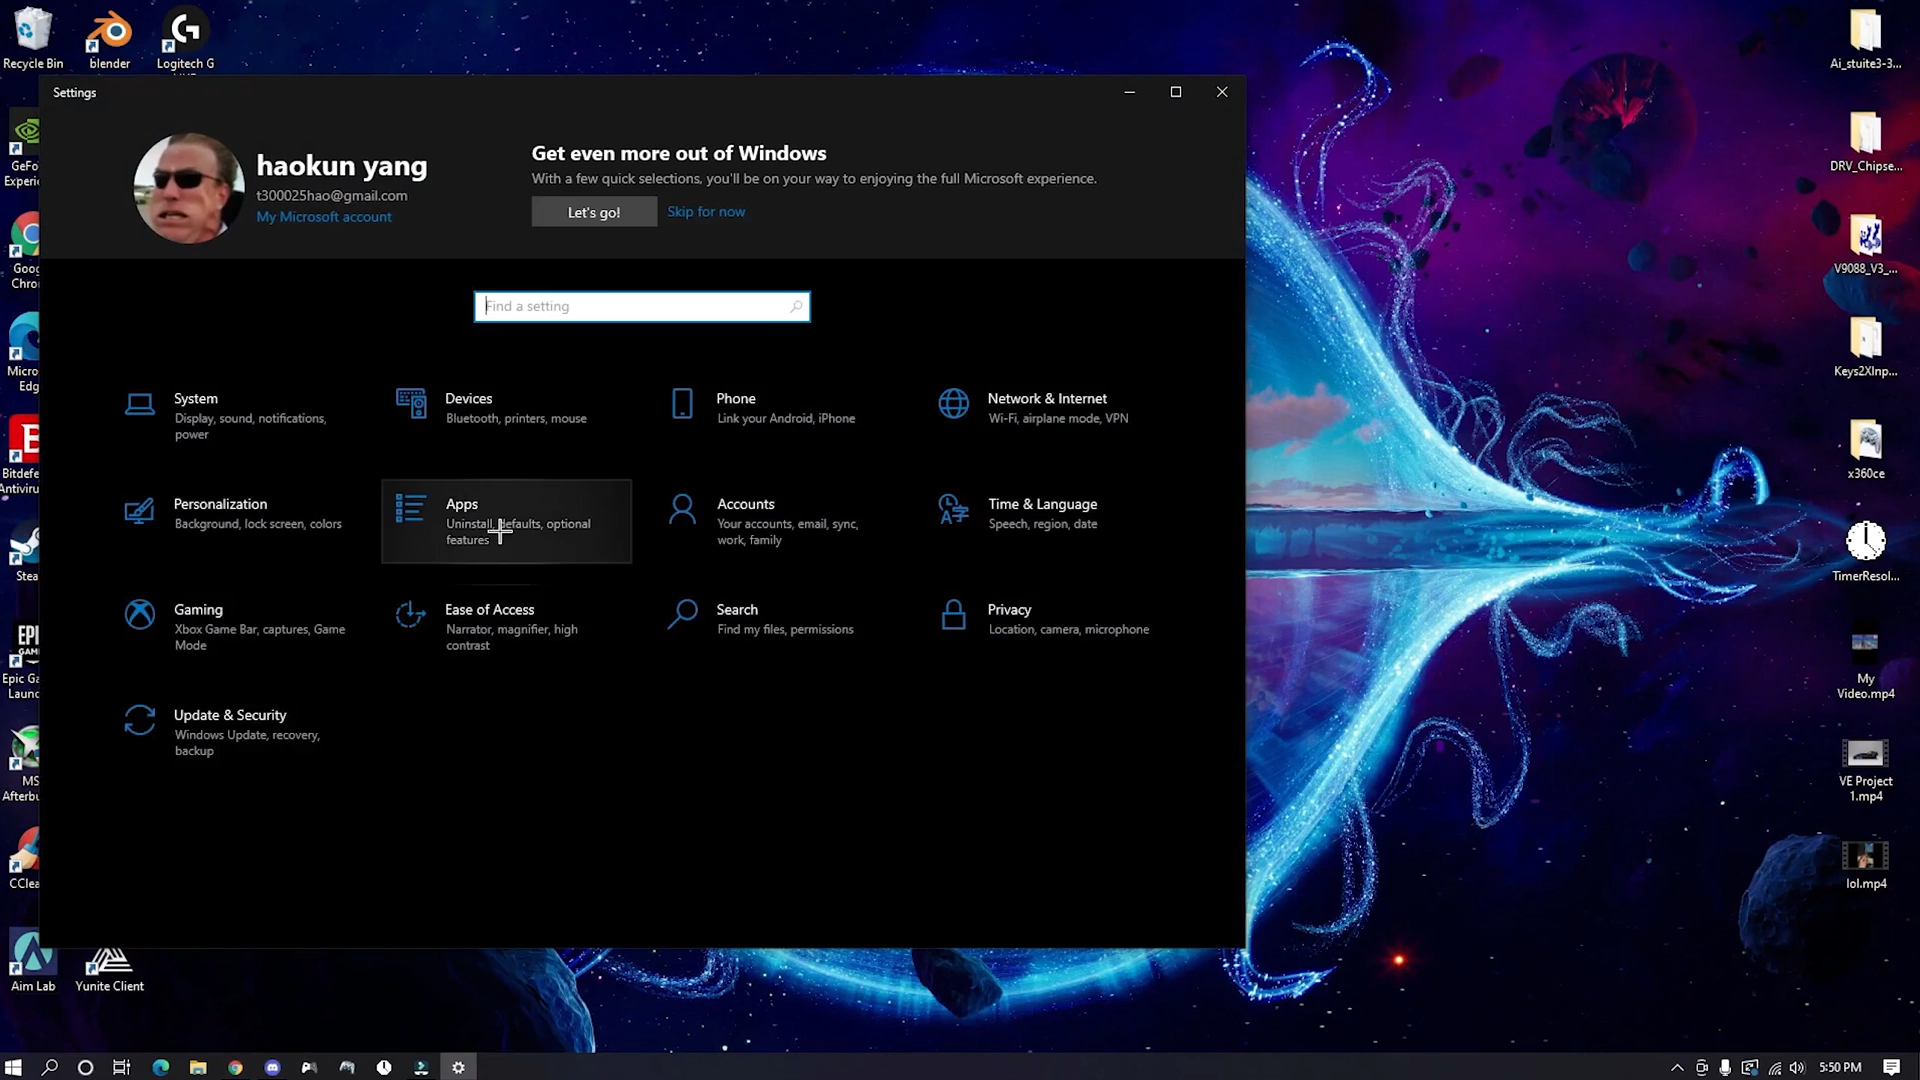 Recycle Bin
blender
Logitech G
Settings
haokun yang
t300025hao@gmail.com
My Microsoft account
Get even more out of Windows
With a few quick selections, you'll be on your way to enjoying the full Microsoft experience.
Let's go!
Skip for now
Find a setting
System
Display, sound, notifications,
power
Devices
Bluetooth, printers, mouse
Phone
Link your Android, iPhone
Network & Internet
Wi-Fi, airplane mode, VPN
Personalization
Background, lock screen, colors
Apps
Uninstall, defaults, optional
features
Accounts
Your accounts, email, sync,
work, family
Time & Language
Speech, region, date
Gaming
Xbox Game Bar, captures, Game
Mode
Ease of Access
Narrator, magnifier, high
contrast
Search
Find my files, permissions
Privacy
Location, camera, microphone
Update & Security
Windows Update, recovery,
backup
GeFo
Experie
Goog
Chron
Micro
Edg
Bitdefe
Antiviru
Stea
EPIC
GAM
Epic Ga
Launc
MS
Afterbu
CClea
Aim Lab
Yunite Client
Ai_stuite3-3...
DRV_Chipse...
V9088_V3_...
Keys2XInp...
x360ce
TimerResol...
My
Video.mp4
VE Project
1.mp4
lol.mp4
5:50 PM